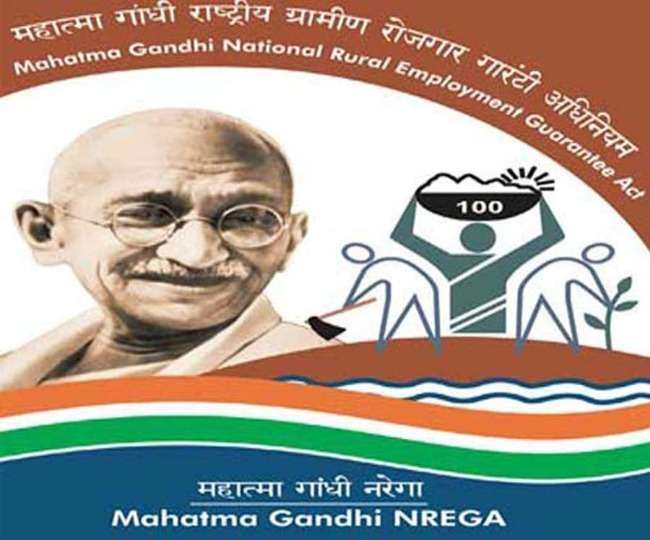 महात्मा गांधी राष्ट्रीय ग्रामीण रोजगार गारंटी अधिनियम
Mahatma Gandhi National Rural Employment Guarantee Act
100
महात्मा गांधी नरेगा
Mahatma Gandhi NREGA